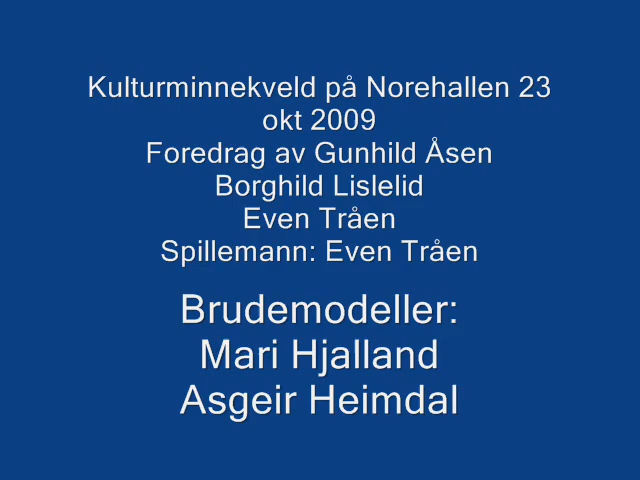 Kulturminnekveld på Norehallen 23
okt 2009
Foredrag av Gunhild Åsen
Borghild Lislelid
Even Tråen
Spillemann: Even Tråen
Brudemodeller:
Mari Hjalland
Asgeir Heimdal